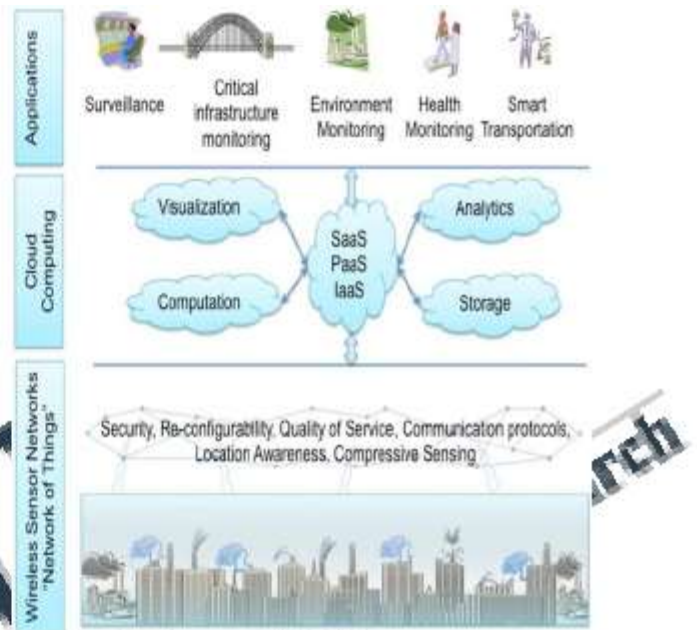 Applications
Surveillance
Critical
infrastructure
monitoring
Environment
Monitoring
Health
Monitoring
Smart
Transportation
Cloud
Computing
Visualization
Computation
SaaS
PaaS
IaaS
Analytics
Storage
Wireless Sensor Networks
"Network of Things"
Security, Re-configurability, Quality of Service, Communication protocols,
Location Awareness, Compressive Sensing
arch